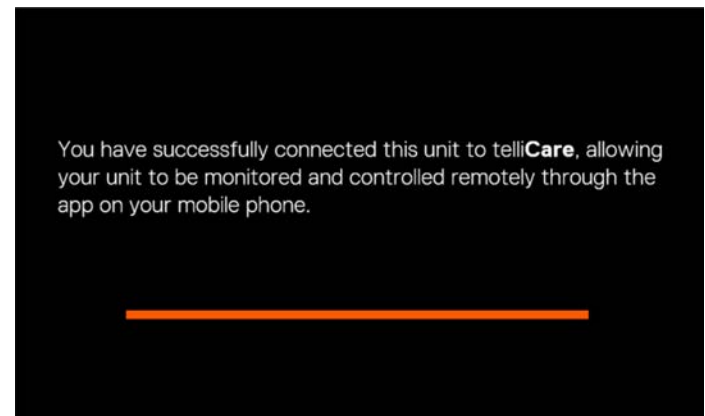 You have successfully connected this unit to telliCare, allowing
your unit to be monitored and controlled remotely through the
app on your mobile phone.